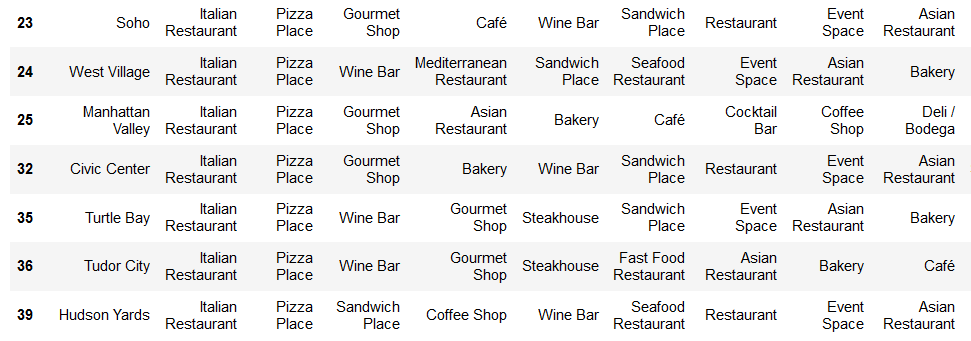 23 Soho Italian Restaurant Pizza Place Gourmet Shop Café Wine Bar Sandwich Place Restaurant Event Space Asian Restaurant
24 West Village Italian Restaurant Pizza Place Wine Bar Mediterranean Restaurant Sandwich Place Seafood Restaurant Event Space Asian Restaurant Bakery
25 Manhattan Valley Italian Restaurant Pizza Place Gourmet Shop Asian Restaurant Bakery Café Cocktail Bar Coffee Shop Deli / Bodega
32 Civic Center Italian Restaurant Pizza Place Gourmet Shop Bakery Wine Bar Sandwich Place Restaurant Event Space Asian Restaurant
35 Turtle Bay Italian Restaurant Pizza Place Wine Bar Gourmet Shop Steakhouse Sandwich Place Event Space Asian Restaurant Bakery
36 Tudor City Italian Restaurant Pizza Place Wine Bar Gourmet Shop Steakhouse Fast Food Restaurant Asian Restaurant Bakery Café
39 Hudson Yards Italian Restaurant Pizza Place Sandwich Place Coffee Shop Wine Bar Seafood Restaurant Restaurant Event Space Asian Restaurant